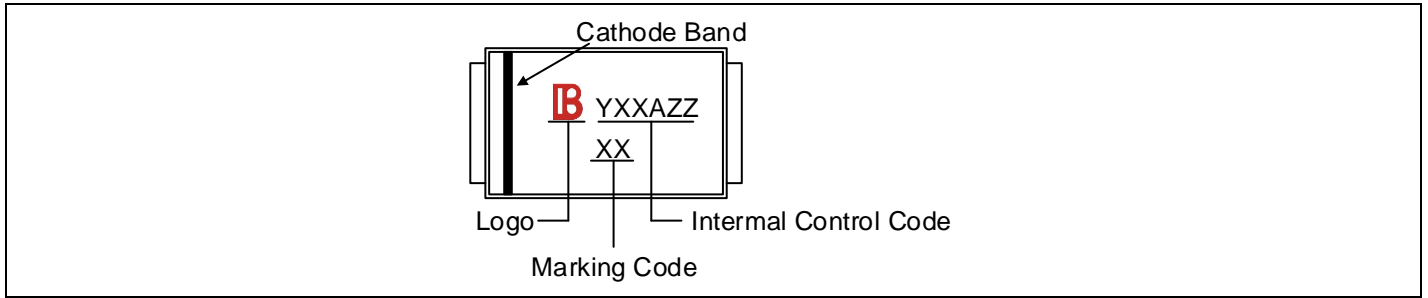 Cathode Band
B YXXAZZ
XX
Logo
Intermal Control Code
Marking Code